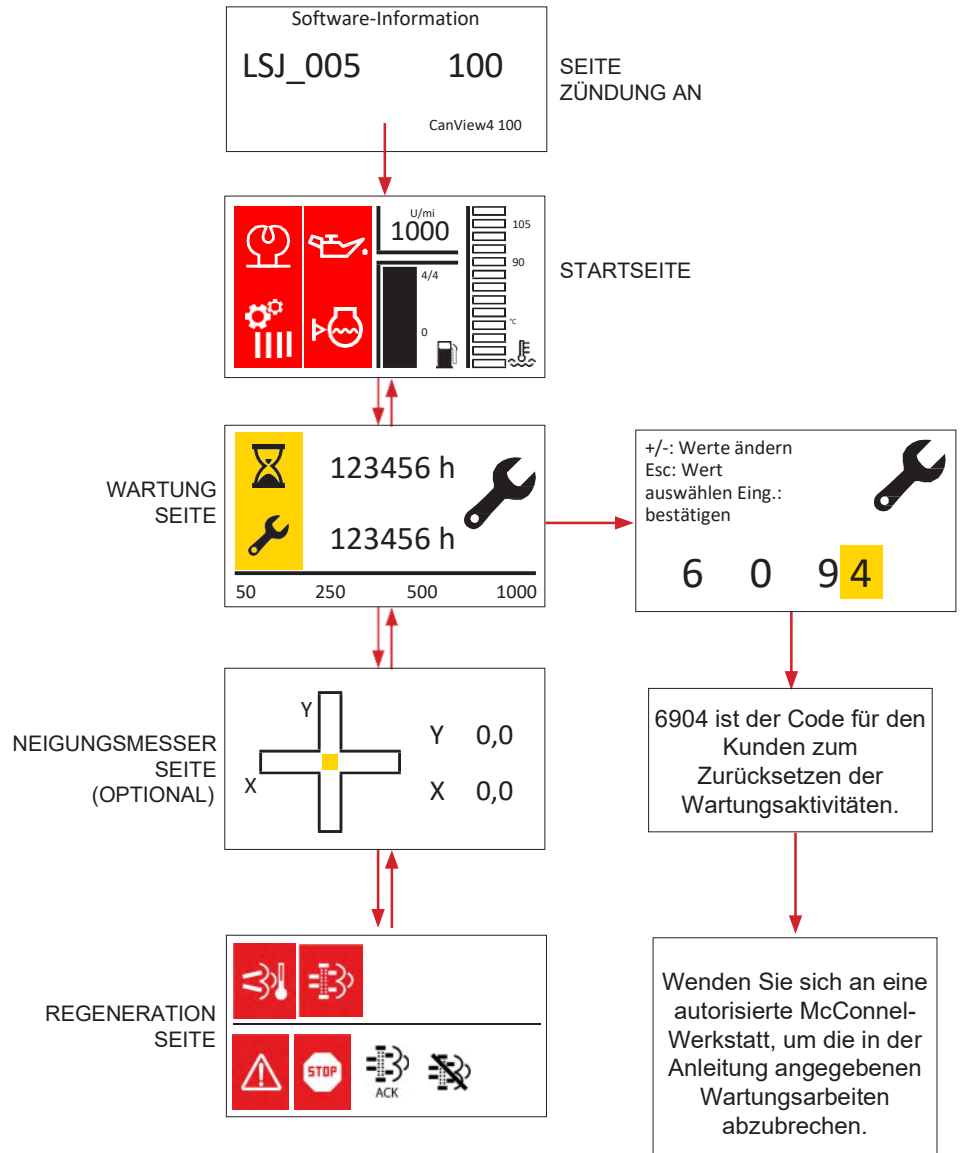 Software-Information
LSJ_005 100
CanView4 100
SEITE
ZÜNDUNG AN
U/mi
1000
4/4
0
105
90
°C
STARTSEITE
WARTUNG
SEITE
123456 h
123456 h
50 250 500 1000
+/-: Werte ändern
Esc: Wert
auswählen Eing.:
bestätigen
6 0 9 4
NEIGUNGSMESSER
SEITE
(OPTIONAL)
Y
X
Y 0,0
X 0,0
6904 ist der Code für den
Kunden zum
Zurücksetzen der
Wartungsaktivitäten.
REGENERATION
SEITE
STOP
ACK
Wenden Sie sich an eine
autorisierte McConnel-
Werkstatt, um die in der
Anleitung angegebenen
Wartungsarbeiten
abzubrechen.